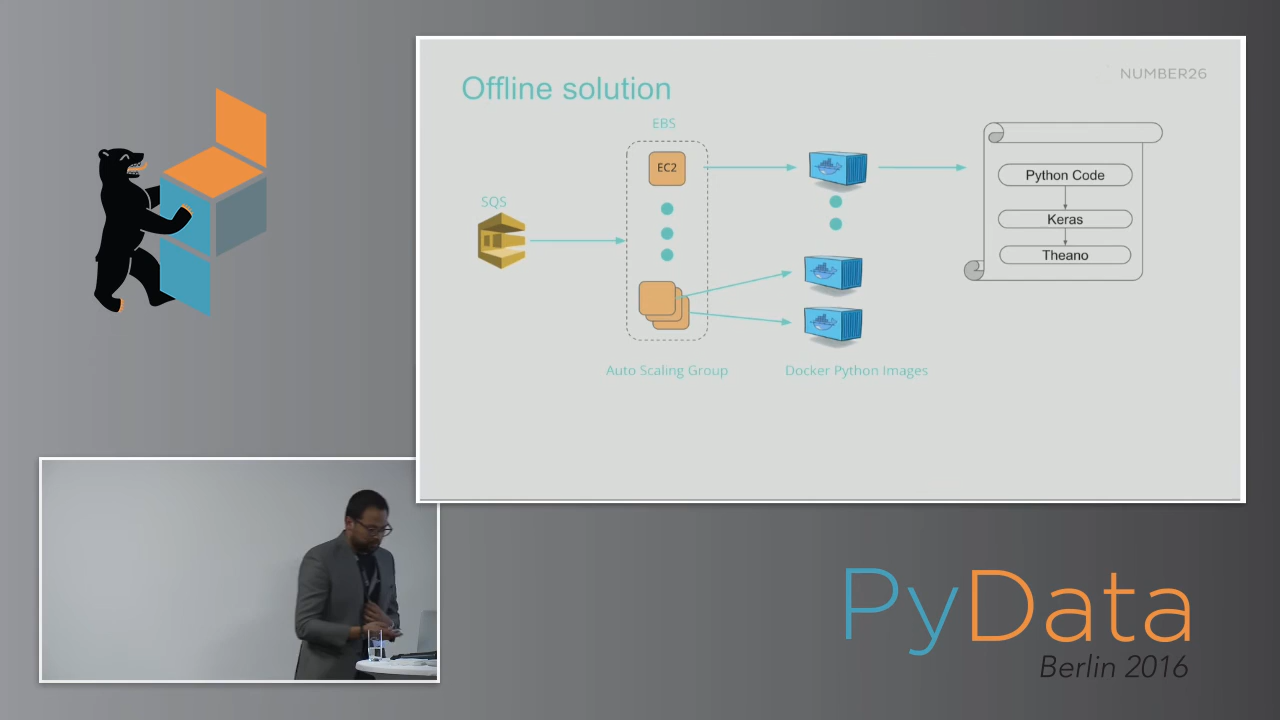 Offline solution
NUMBER26
EBS
EC2
SQS
Python Code
Keras
Theano
Auto Scaling Group
Docker Python Images
PyData
Berlin 2016